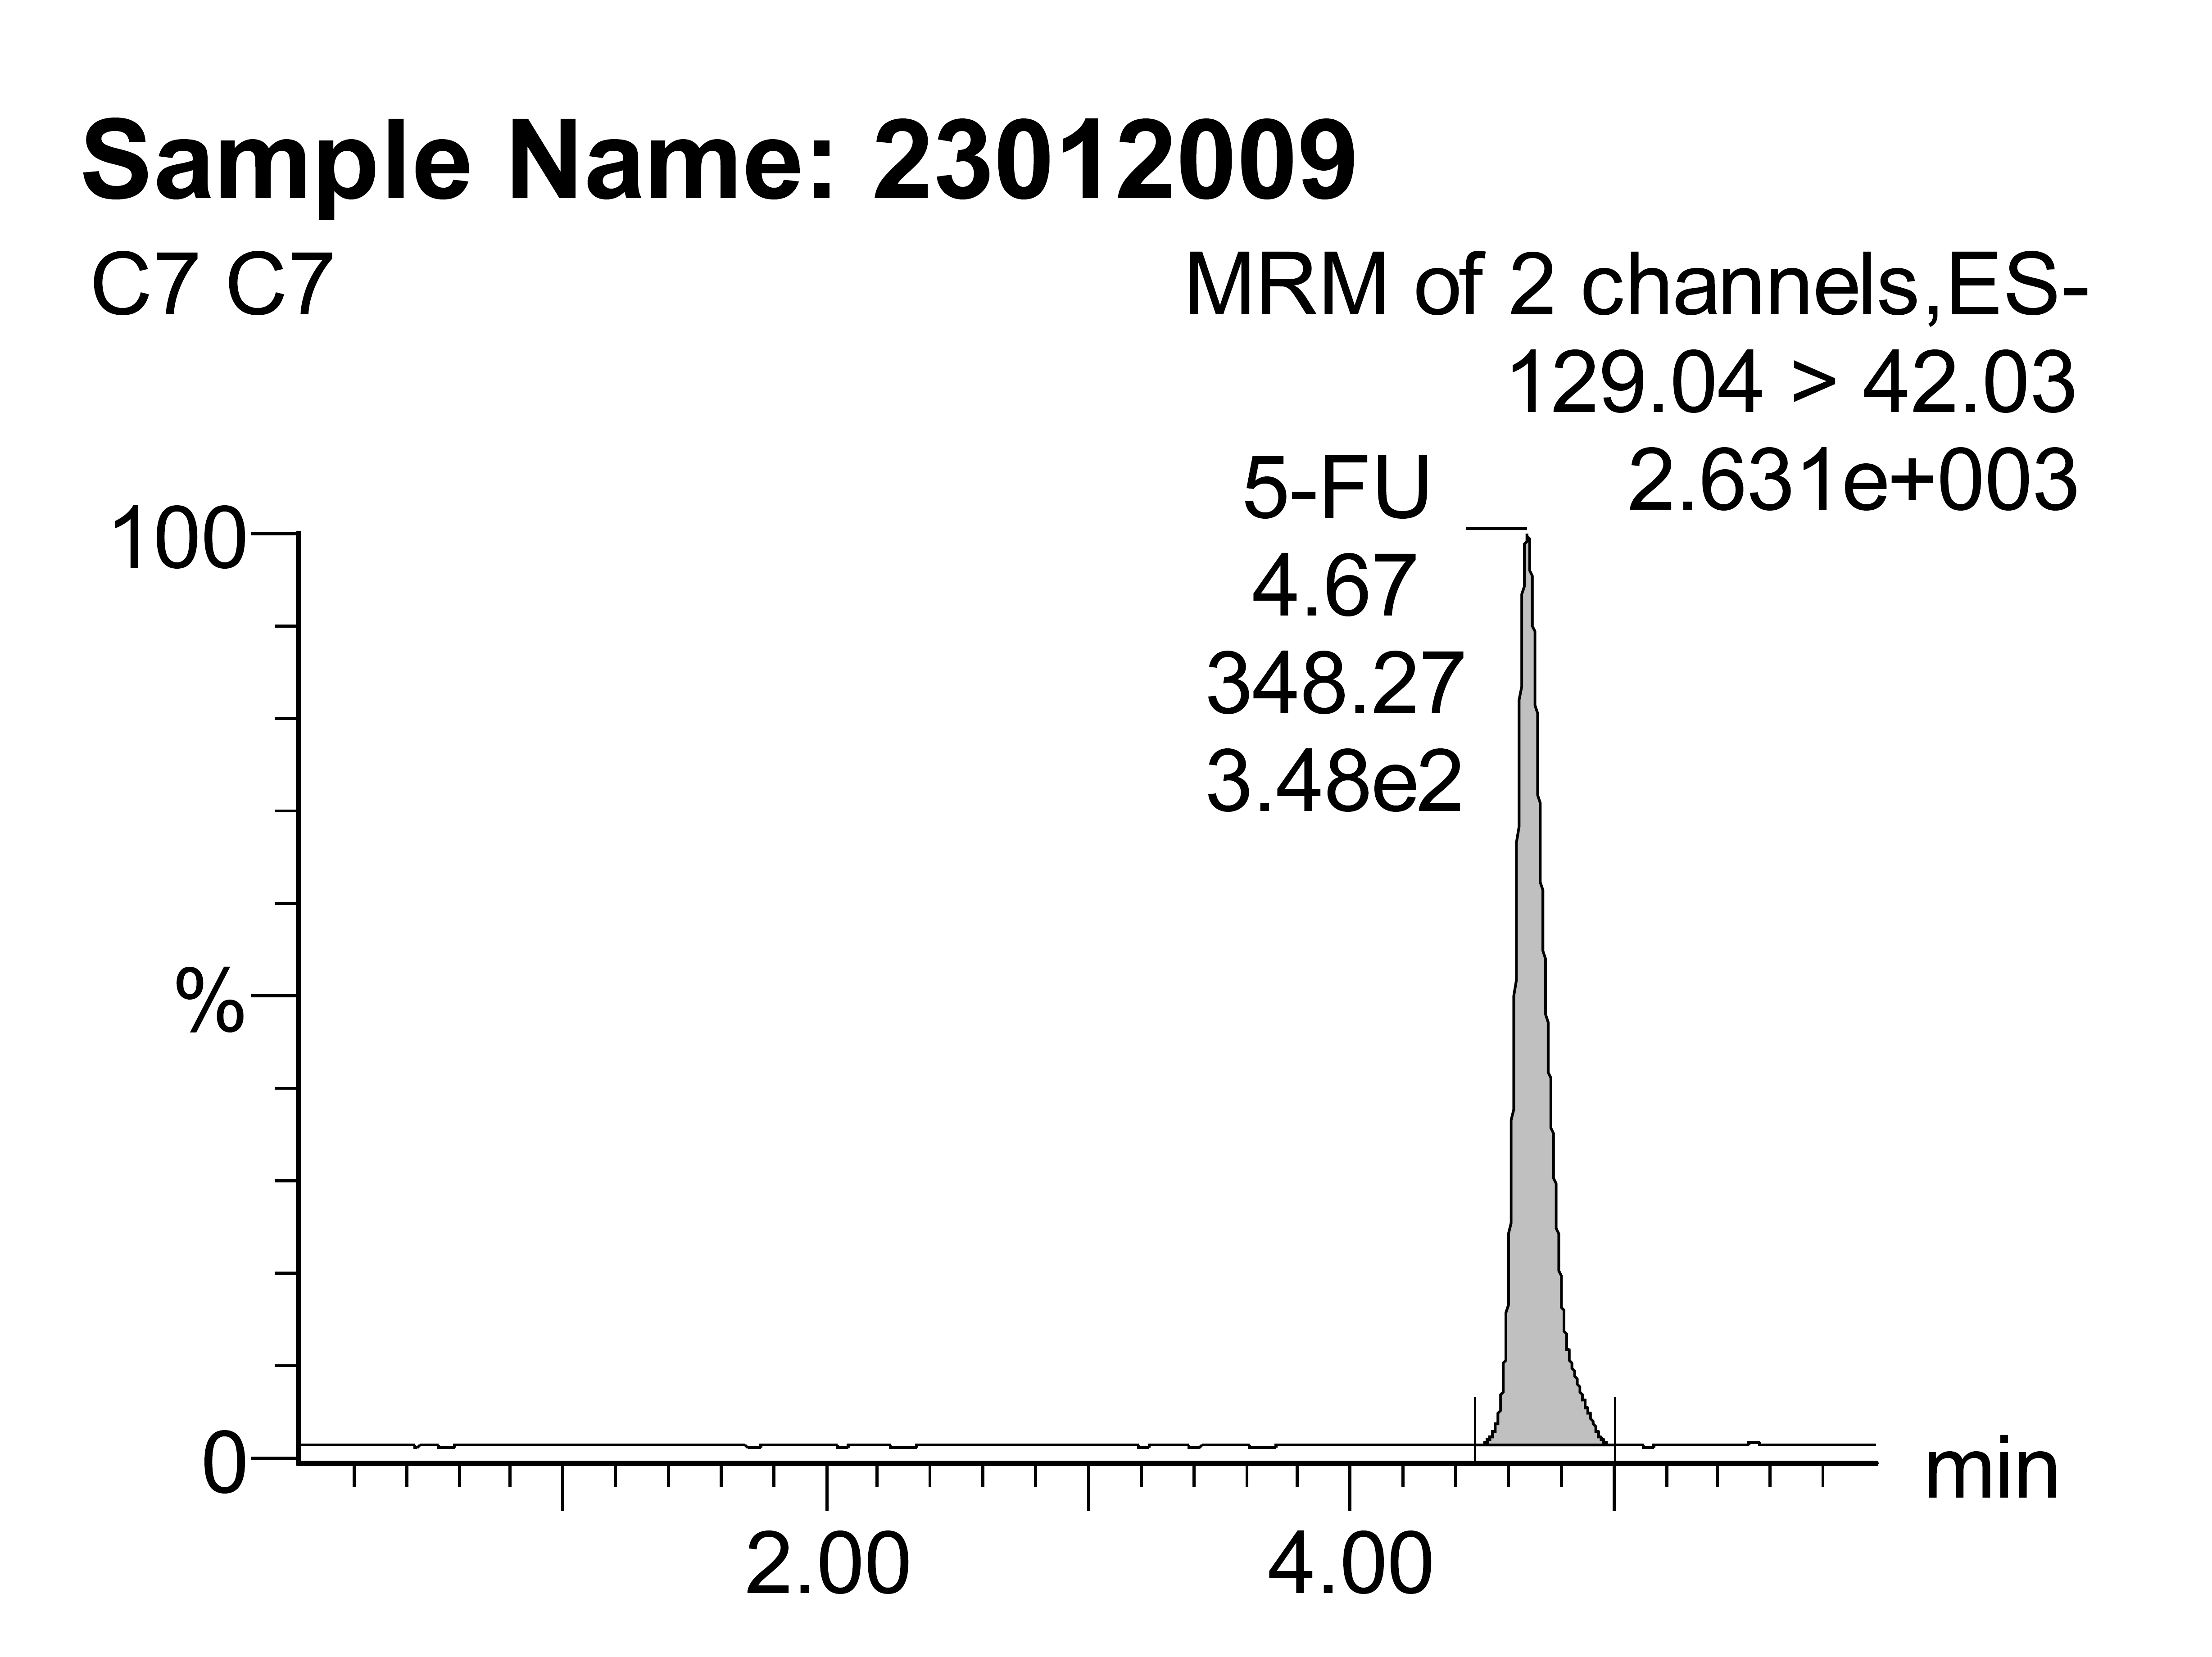 Sample Name: 23012009
C7 C7
MRM of 2 channels,ES-
129.04 > 42.03
2.631e+003
5-FU
4.67
348.27
3.48e2
100
%
0
2.00
4.00
min